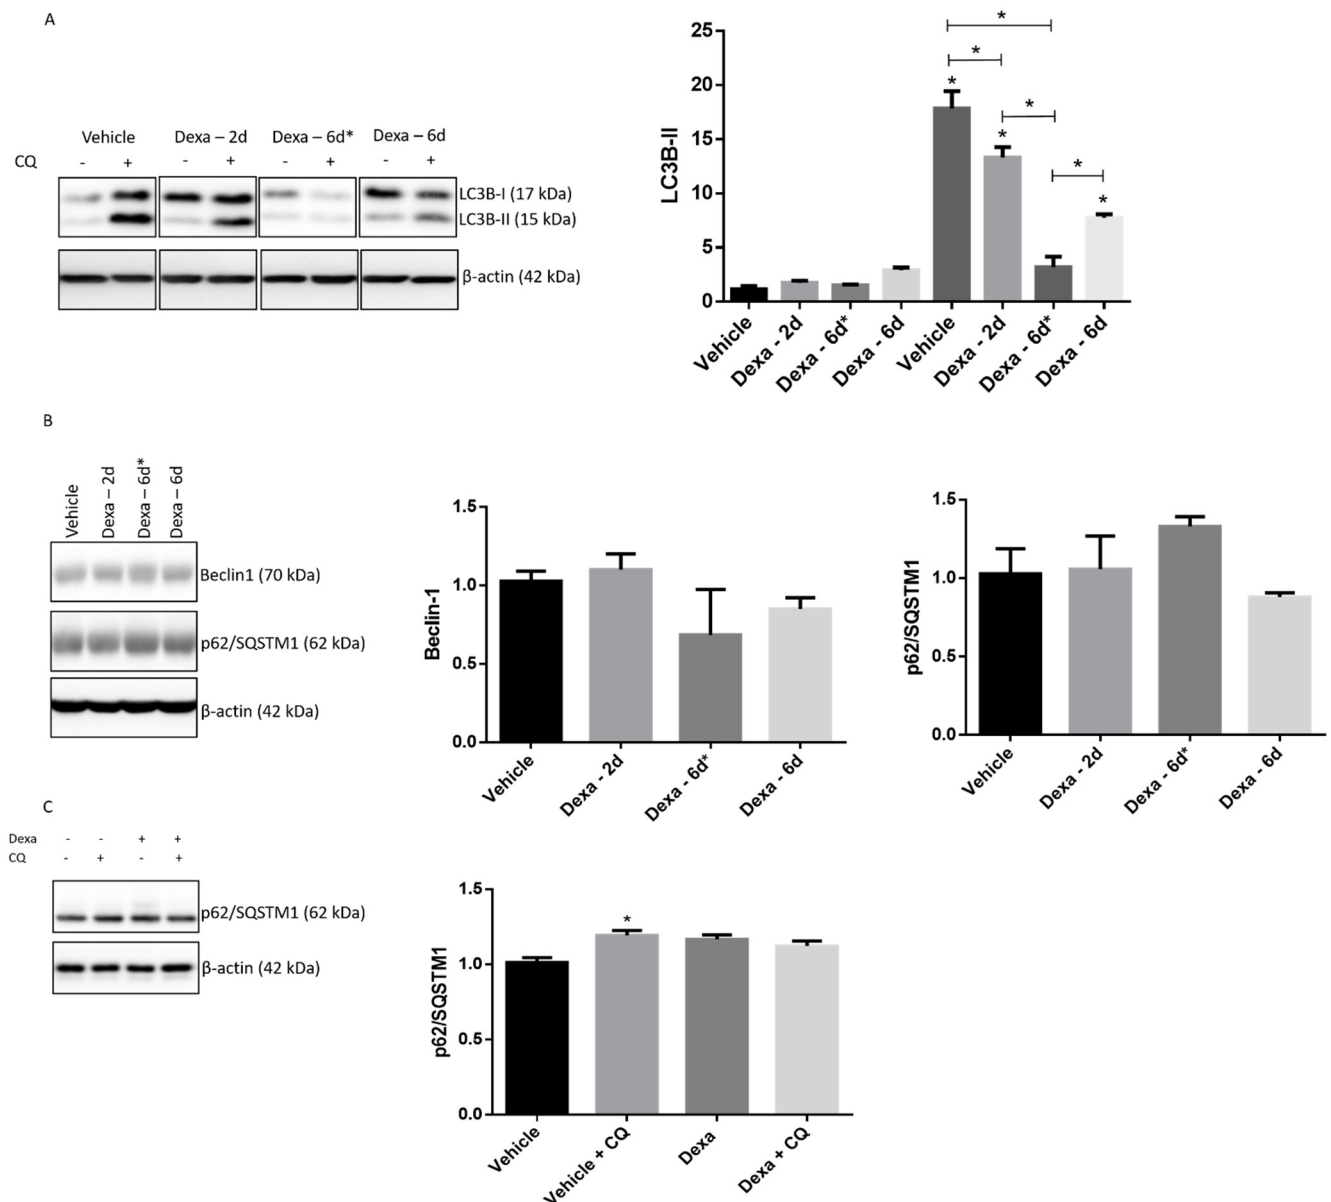 A
Vehicle Dexa – 2d Dexa – 6d* Dexa – 6d
CQ - + - + - + - +
LC3B-I (17 kDa)
LC3B-II (15 kDa)
β-actin (42 kDa)
LC3B-II
25
20
15
10
5
0
* * * * * * *
Vehicle Dexa - 2d Dexa - 6d* Dexa - 6d Vehicle Dexa - 2d Dexa - 6d* Dexa - 6d
B
Vehicle Dexa – 2d Dexa – 6d* Dexa – 6d
Beclin1 (70 kDa)
p62/SQSTM1 (62 kDa)
β-actin (42 kDa)
Beclin-1
1.5
1.0
0.5
0.0
Vehicle Dexa - 2d Dexa - 6d* Dexa - 6d
p62/SQSTM1
1.5
1.0
0.5
0.0
Vehicle Dexa - 2d Dexa - 6d* Dexa - 6d
C
Dexa - - + +
CQ - + - +
p62/SQSTM1 (62 kDa)
β-actin (42 kDa)
p62/SQSTM1
1.5
1.0
0.5
0.0
*
Vehicle Vehicle + CQ Dexa Dexa + CQ